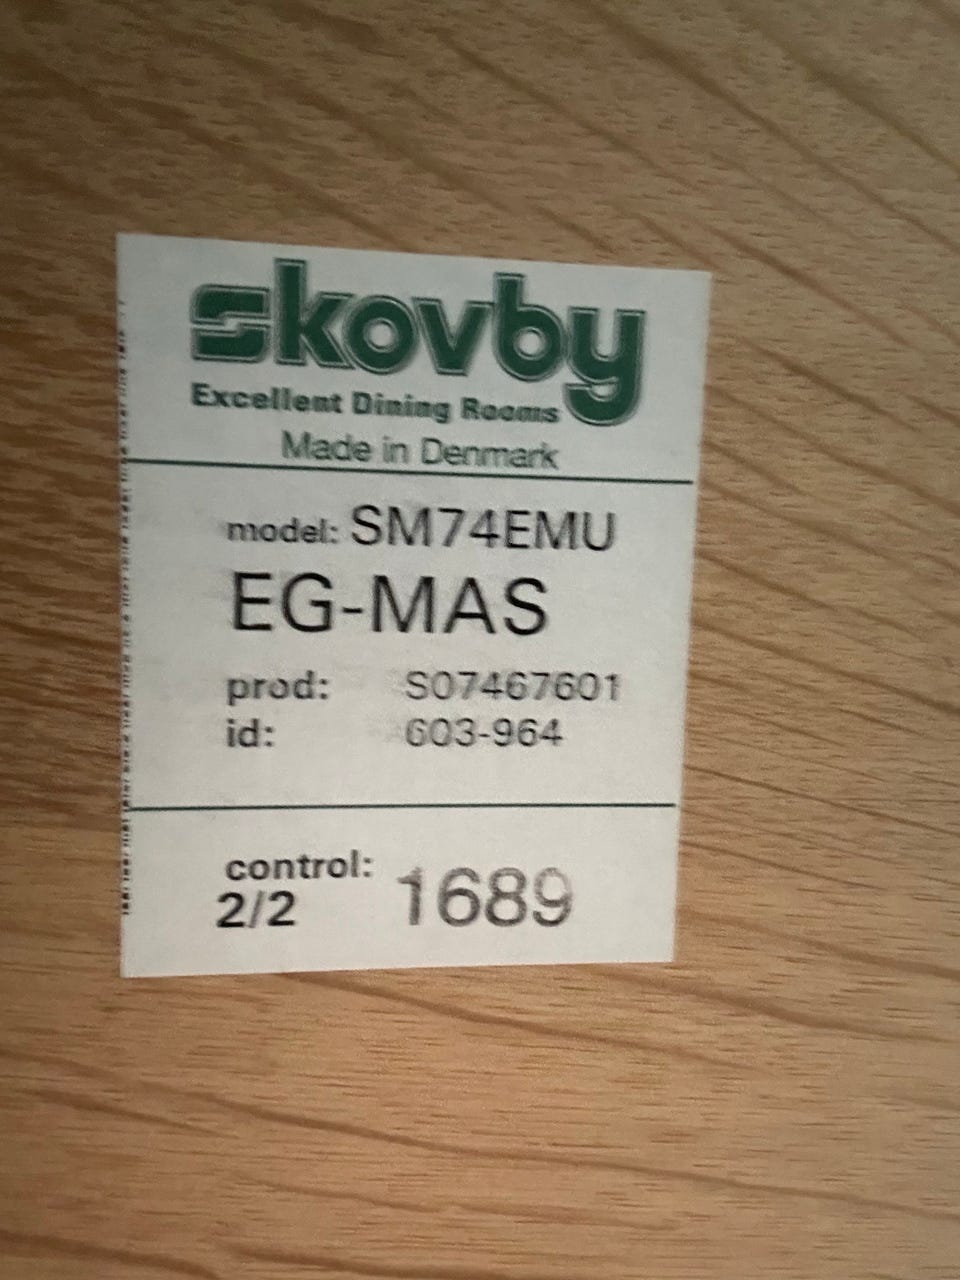 skovby
Excellent Dining Rooms
Made in Denmark
model: SM74EMU
EG-MAS
prod: S07467601
id: 603-964
control:
2/2 1689